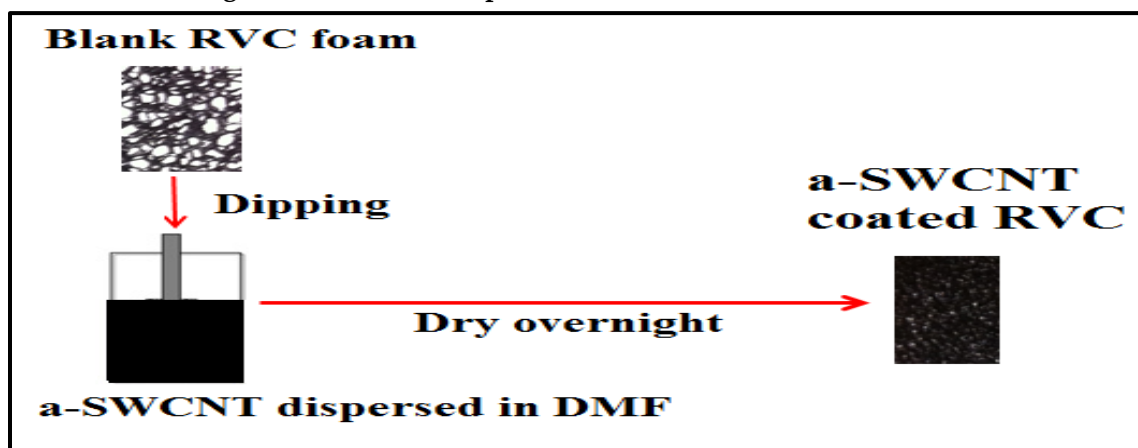 Blank RVC foam
Dipping
a-SWCNT
coated RVC
Dry overnight
a-SWCNT dispersed in DMF